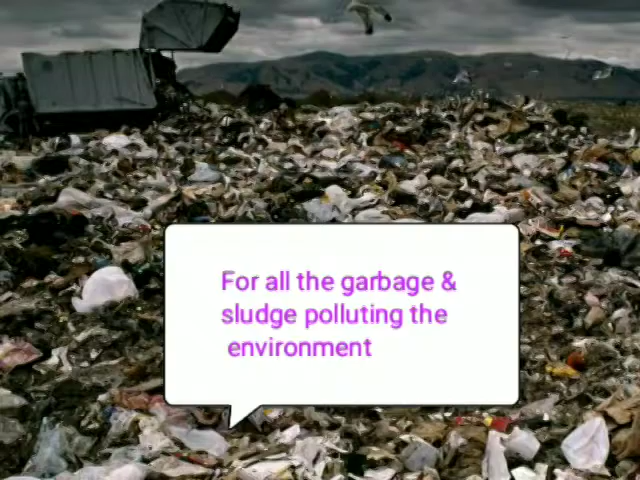 For all the garbage &
sludge polluting the
environment